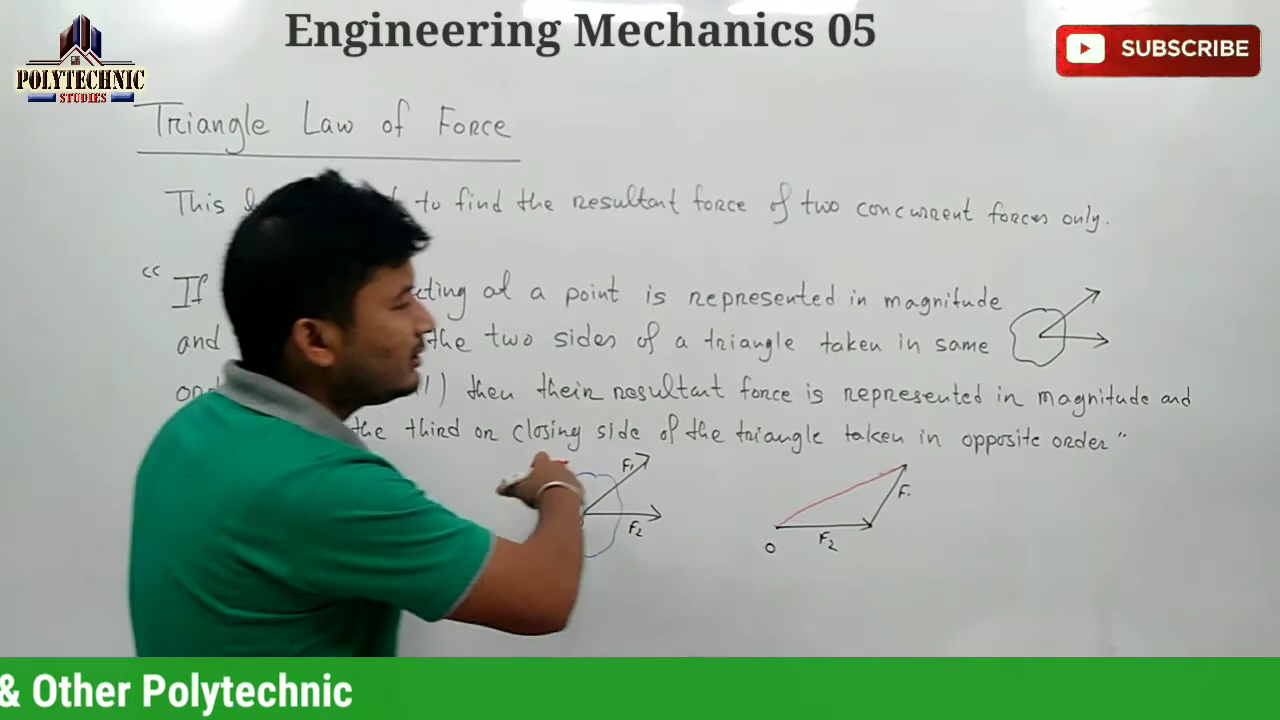 Engineering Mechanics 05
POLYTECHNIC
STUDIES
SUBSCRIBE
Triangle Law of Force
This to find the resultant force of two concurrent forces only.
“ If acting at a point is represented in magnitude
and the two sides of a triangle taken in same
then their resultant force is represented in magnitude and
the third or closing side of the triangle taken in opposite order ”
F1
F2
F1
F2
O
& Other Polytechnic